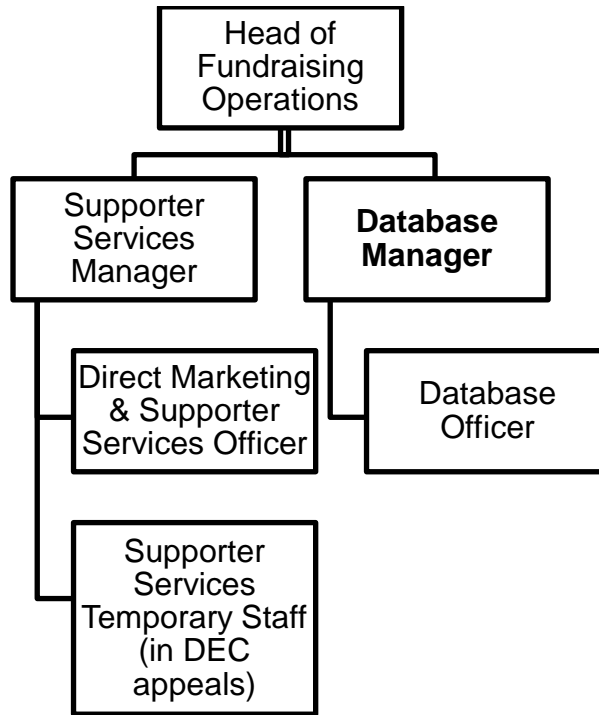 Head of
Fundraising
Operations
Supporter
Services
Manager
Database
Manager
Direct Marketing
& Supporter
Services Officer
Database
Officer
Supporter
Services
Temporary Staff
(in DEC
appeals)